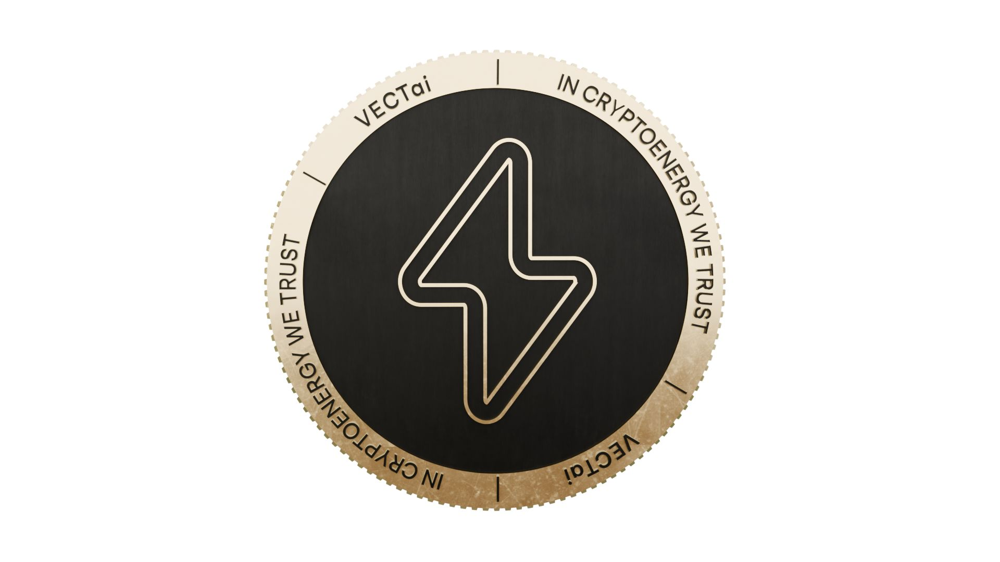 VECTai
IN CRYPTOENERGY WE TRUST
VECTai
IN CRYPTOENERGY WE TRUST